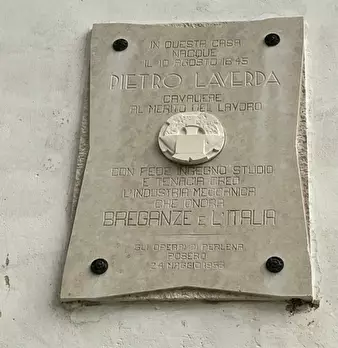 IN QUESTA CASA
NACQUE
IL 10 AGOSTO 1845
PIETRO LAVERDA
CAVALIERE
AL MERITO DEL LAVORO
CON FEDE INGEGNO STUDIO
E TENACIA CREÒ
L'INDUSTRIA MECCANICA
CHE ONORA
BREGANZE E L'ITALIA
GLI OPERAI DI PERLENA
POSERO
24 MAGGIO 1953